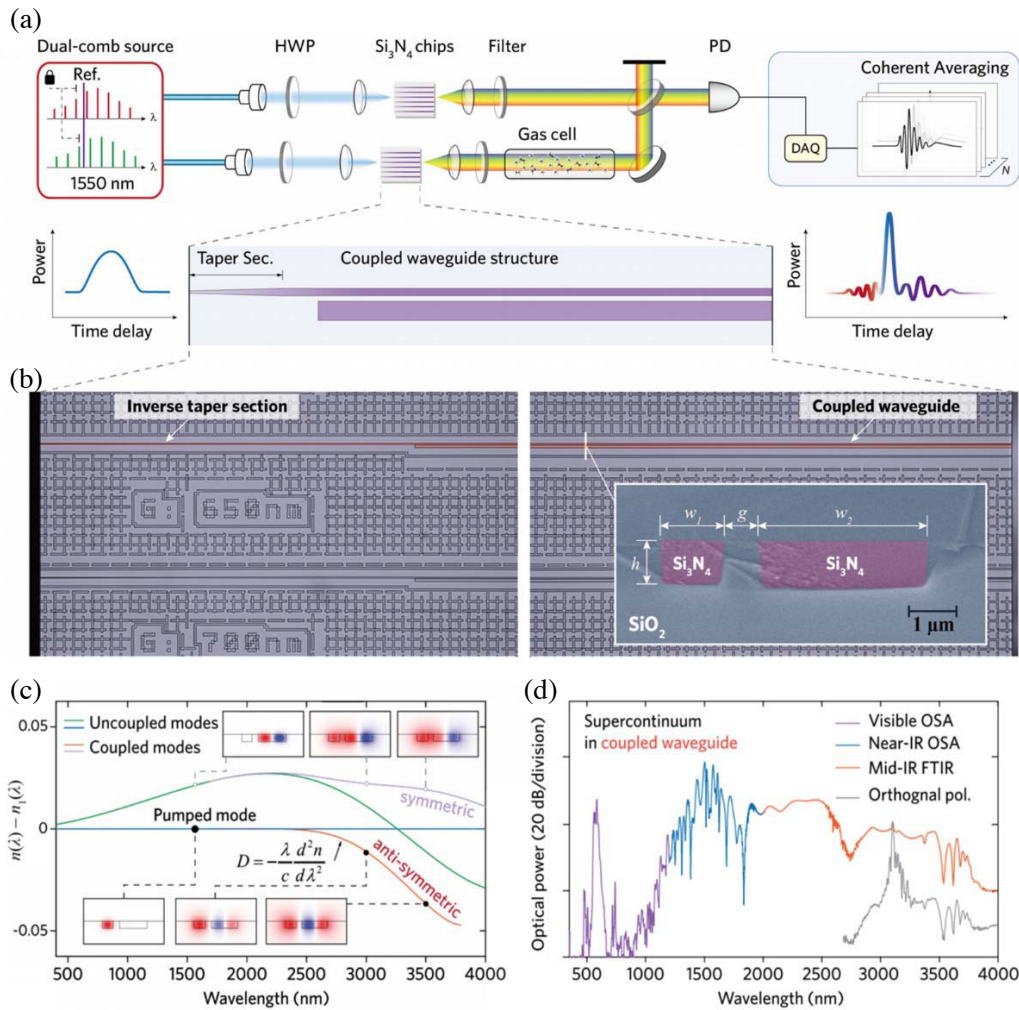 (a)
Dual-comb source
HWP
Si3N4 chips
Filter
PD
Ref.
λ
λ
1550 nm
Gas cell
DAQ
Coherent Averaging
N
Power
Time delay
Taper Sec.
Coupled waveguide structure
Power
Time delay
(b)
Inverse taper section
Coupled waveguide
G: 650nm
G: 700nm
w1
g
w2
h
Si3N4
Si3N4
SiO2
1 μm
(c)
n(λ) − n1(λ)
0.05
0
-0.05
Uncoupled modes
Coupled modes
Pumped mode
symmetric
anti-symmetric
D = −λ/c d²n/dλ²
500 1000 1500 2000 2500 3000 3500 4000
Wavelength (nm)
(d)
Optical power (20 dB/division)
Supercontinuum
in coupled waveguide
Visible OSA
Near-IR OSA
Mid-IR FTIR
Orthognal pol.
500 1000 1500 2000 2500 3000 3500 4000
Wavelength (nm)